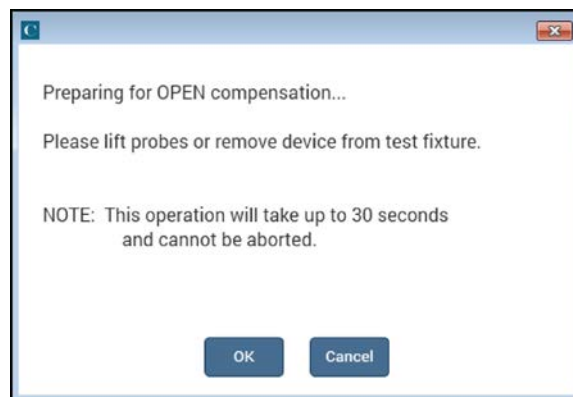 C
Preparing for OPEN compensation...
Please lift probes or remove device from test fixture.
NOTE: This operation will take up to 30 seconds
and cannot be aborted.
OK
Cancel